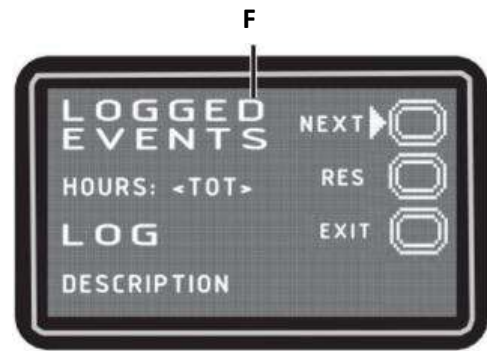 F
LOGGED
EVENTS
NEXT
HOURS: <TOT>
RES
LOG
EXIT
DESCRIPTION